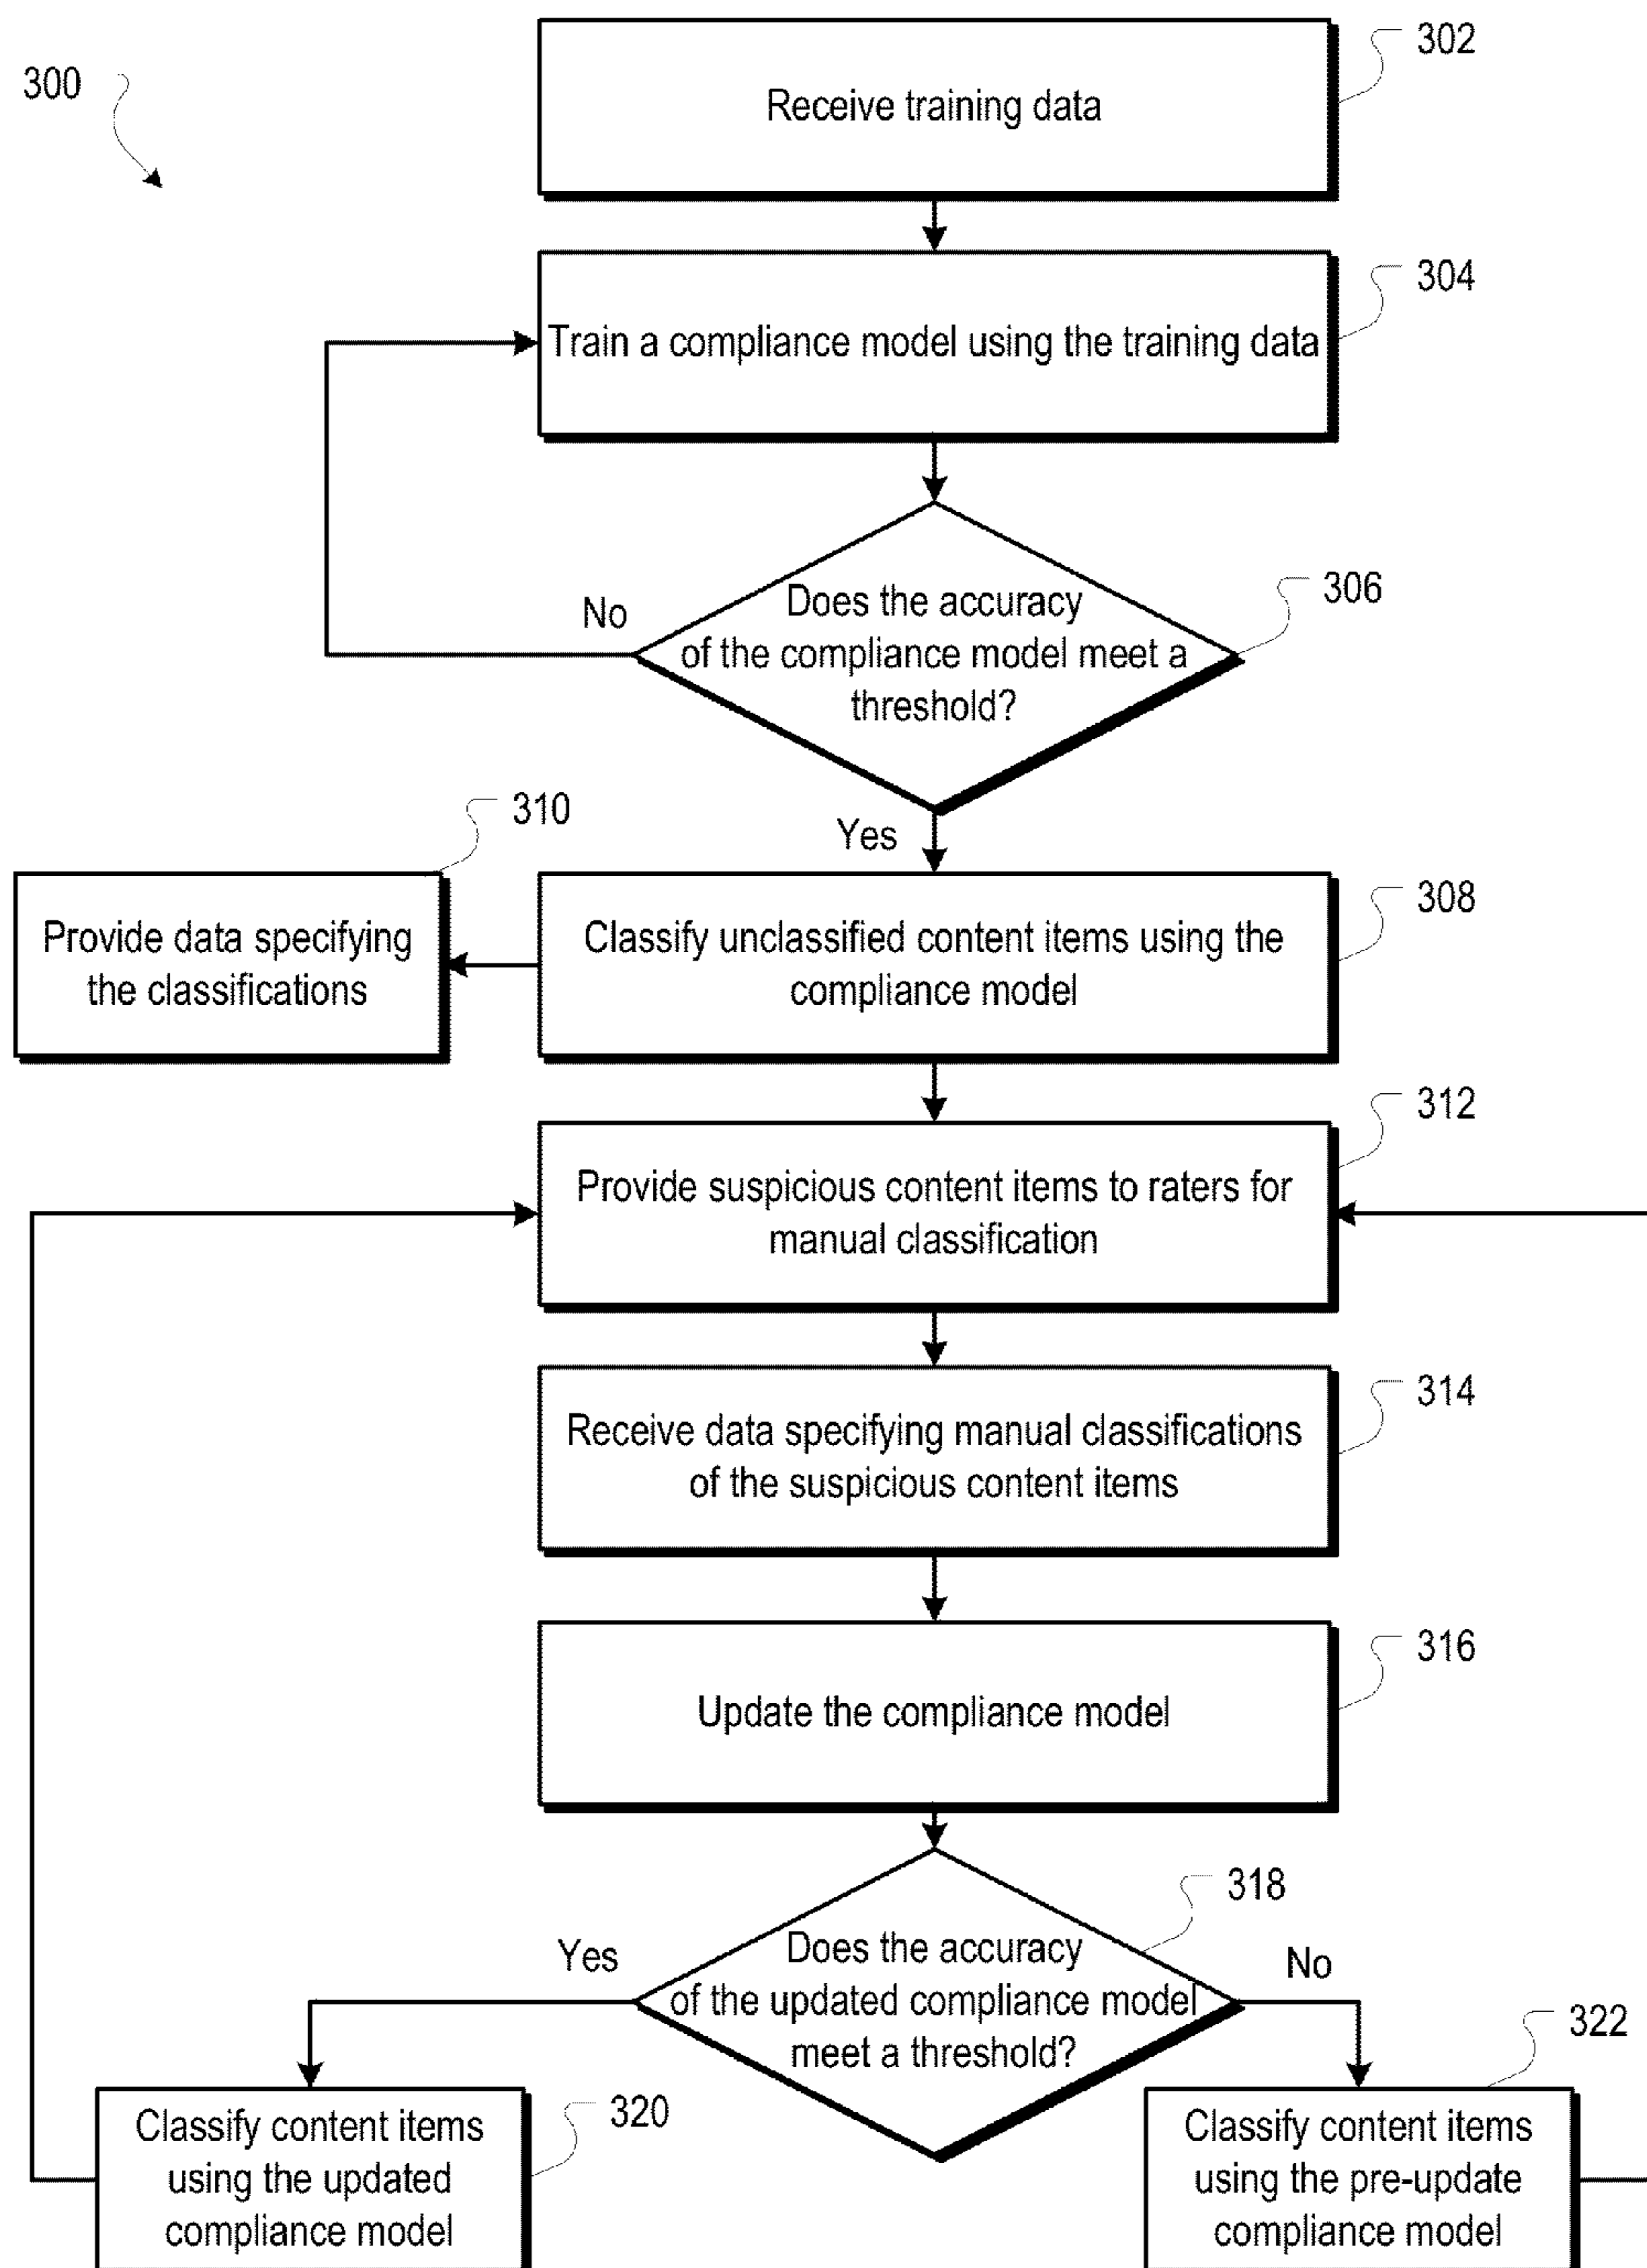 300
302
Receive training data
304
Train a compliance model using the training data
306
No
Does the accuracy
of the compliance model meet a
threshold?
Yes
310
Provide data specifying
the classifications
308
Classify unclassified content items using the
compliance model
312
Provide suspicious content items to raters for
manual classification
314
Receive data specifying manual classifications
of the suspicious content items
316
Update the compliance model
318
Yes
Does the accuracy
of the updated compliance model
meet a threshold?
No
320
Classify content items
using the updated
compliance model
322
Classify content items
using the pre-update
compliance model